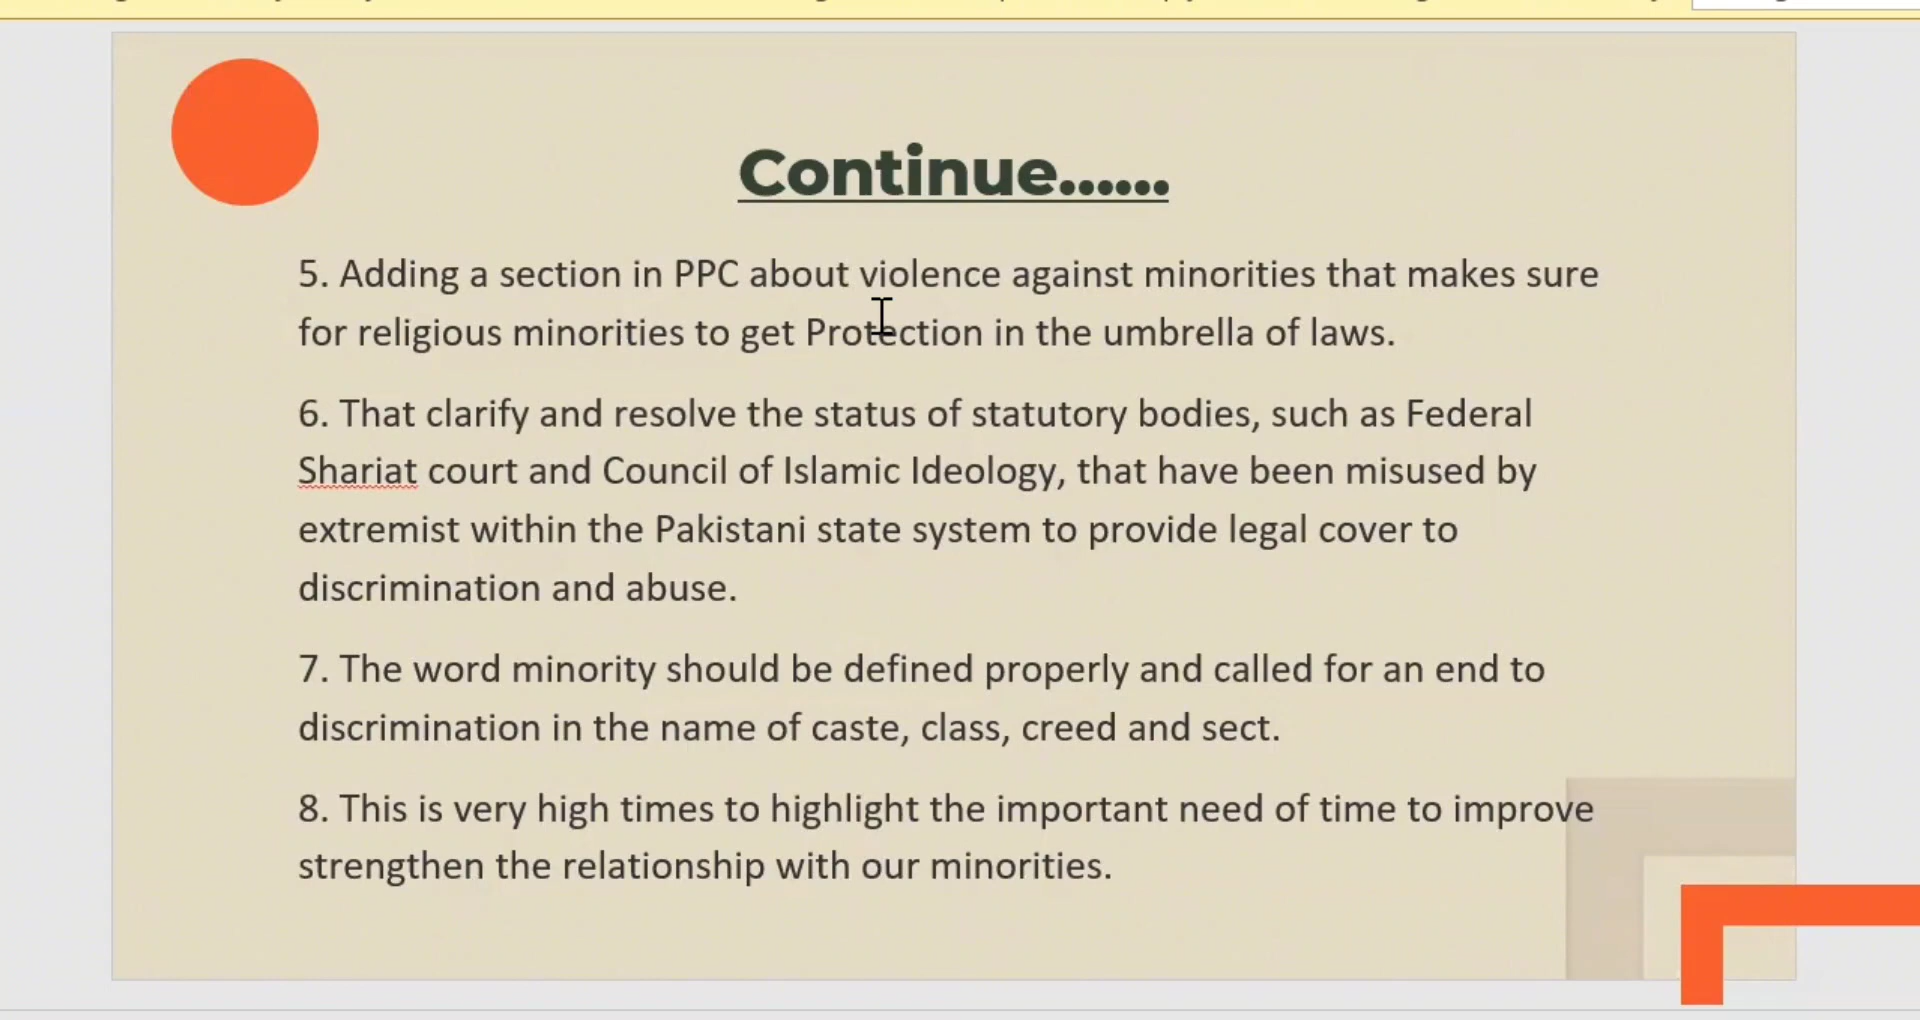 Continue......
5. Adding a section in PPC about violence against minorities that makes sure
for religious minorities to get Protection in the umbrella of laws.
6. That clarify and resolve the status of statutory bodies, such as Federal
Shariat court and Council of Islamic Ideology, that have been misused by
extremist within the Pakistani state system to provide legal cover to
discrimination and abuse.
7. The word minority should be defined properly and called for an end to
discrimination in the name of caste, class, creed and sect.
8. This is very high times to highlight the important need of time to improve
strengthen the relationship with our minorities.